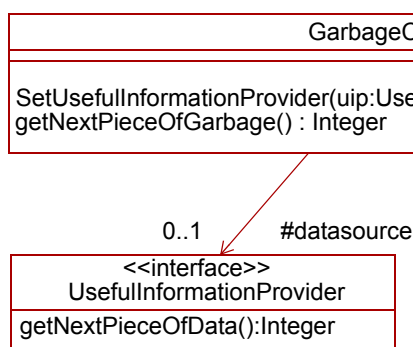 GarbageC
SetUsefulInformationProvider(uip:Use
getNextPieceOfGarbage() : Integer
0..1 #datasource
<<interface>>
UsefulInformationProvider
getNextPieceOfData():Integer